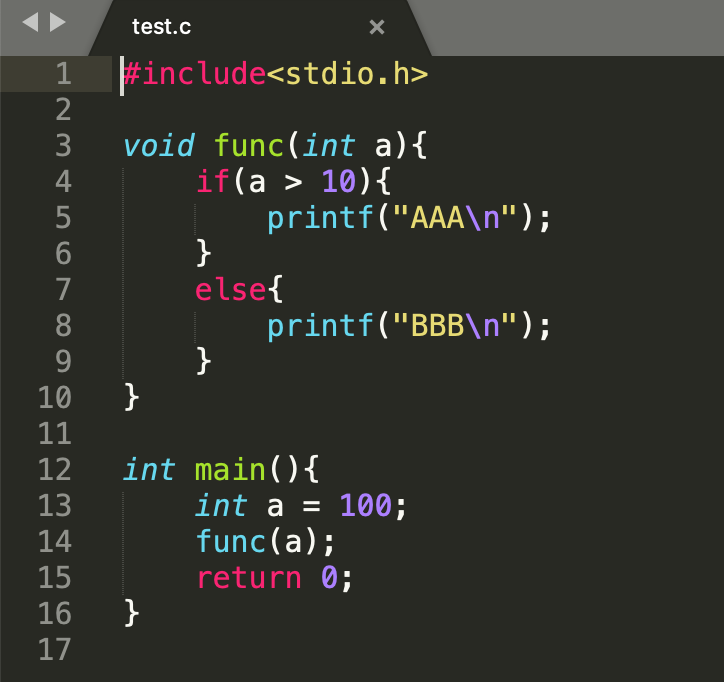 test.c ×
1 #include<stdio.h>
2
3 void func(int a){
4     if(a > 10){
5         printf("AAA\n");
6     }
7     else{
8         printf("BBB\n");
9     }
10 }
11
12 int main(){
13     int a = 100;
14     func(a);
15     return 0;
16 }
17